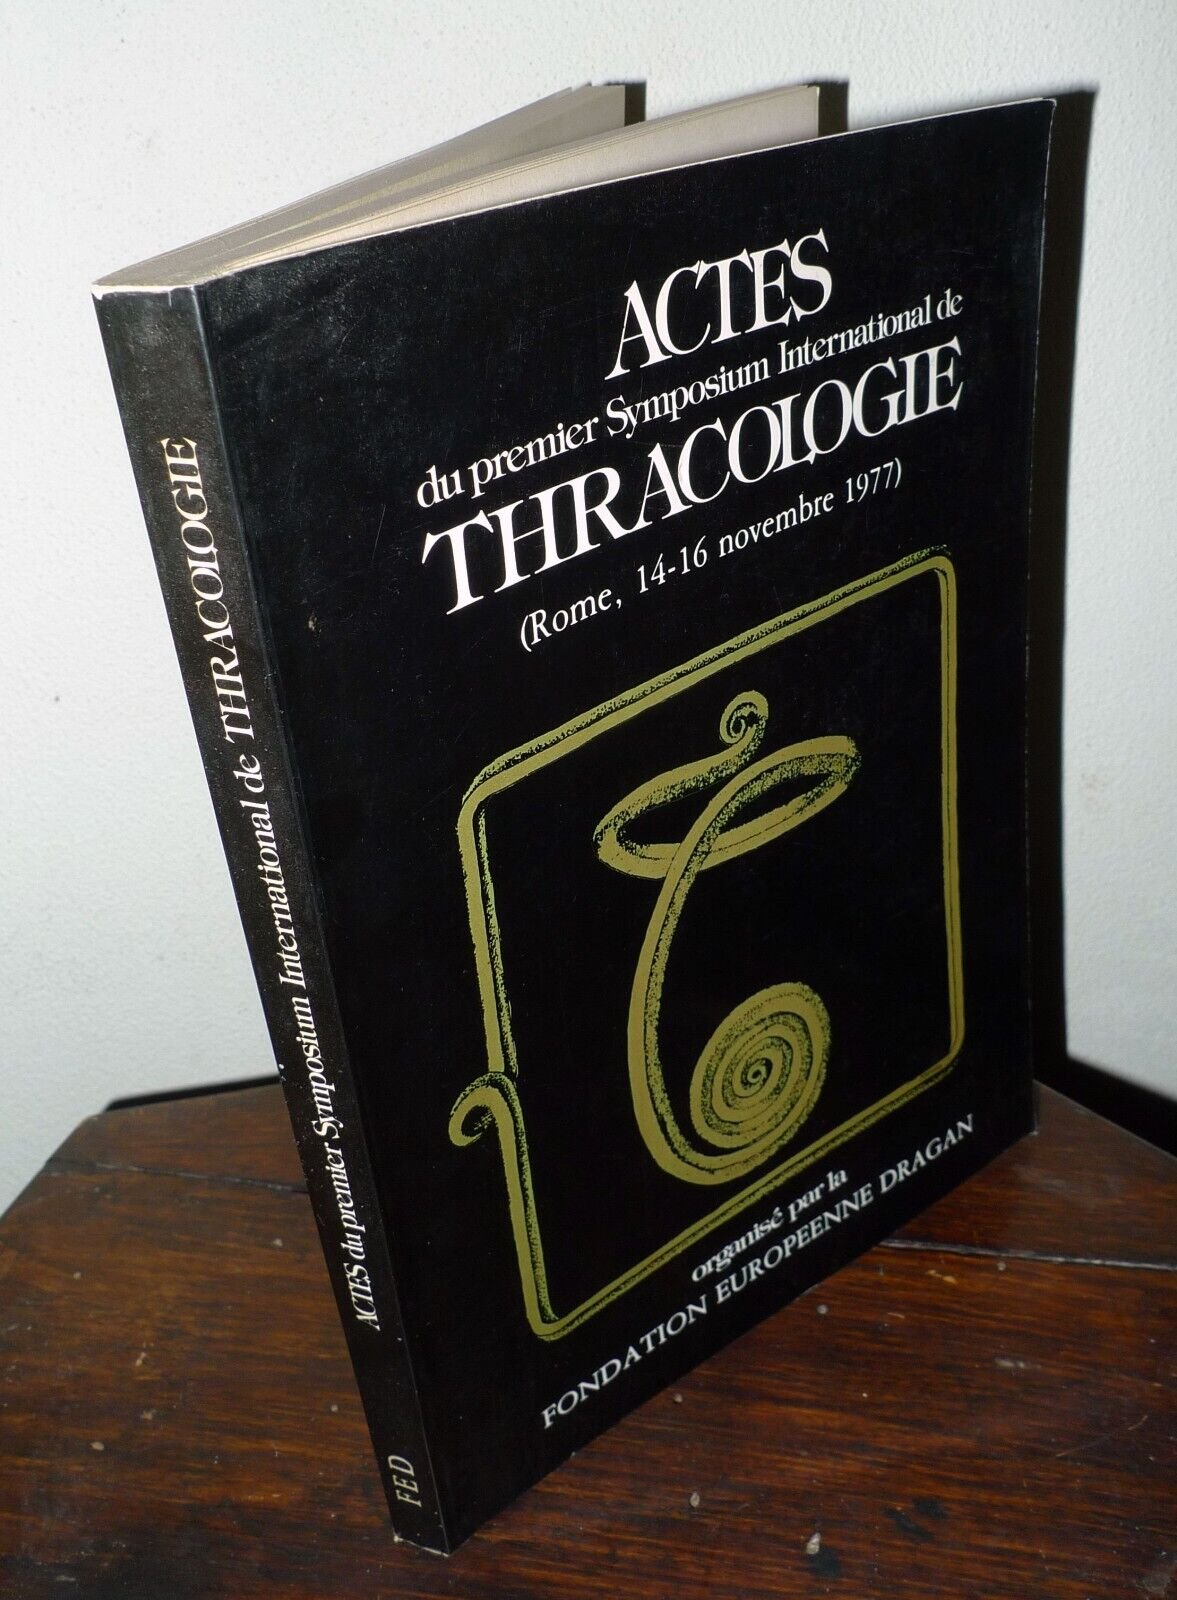 ACTES
du premier Symposium International de
THRACOLOGIE
(Rome, 14-16 novembre 1977)
organisé par la
FONDATION EUROPEENNE DRAGAN
ACTES du premier Symposium International de THRACOLOGIE
FED